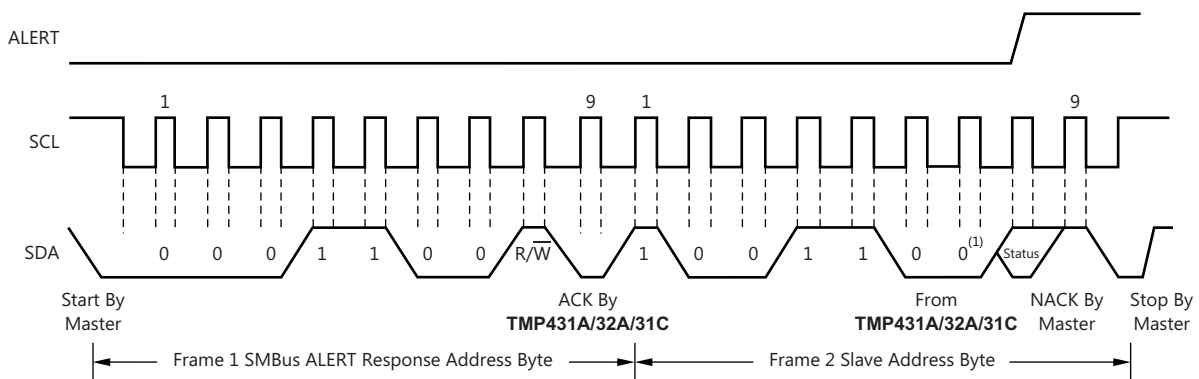 ALERT
1 9 1 9
SCL
SDA 0 0 0 1 1 0 0 R/W 1 0 0 1 1 0 0(1) Status
Start By
Master
ACK By
TMP431A/32A/31C
From
TMP431A/32A/31C
NACK By
Master
Stop By
Master
Frame 1 SMBus ALERT Response Address Byte
Frame 2 Slave Address Byte